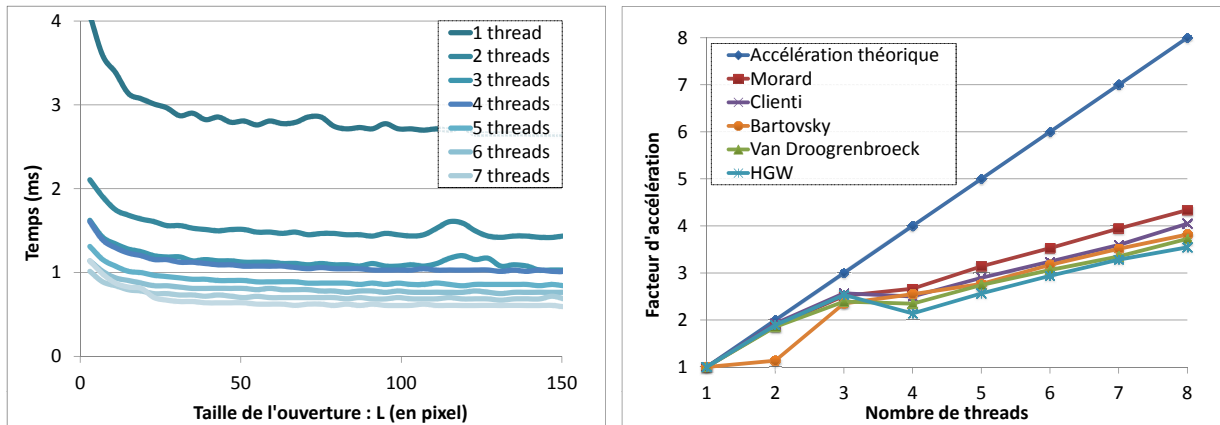 4
3
2
1
0
0
50
100
150
Temps (ms)
Taille de l'ouverture : L (en pixel)
1 thread
2 threads
3 threads
4 threads
5 threads
6 threads
7 threads
8
7
6
5
4
3
2
1
1
2
3
4
5
6
7
8
Facteur d'accélération
Nombre de threads
Accélération théorique
Morard
Clienti
Bartovsky
Van Droogrenbroeck
HGW